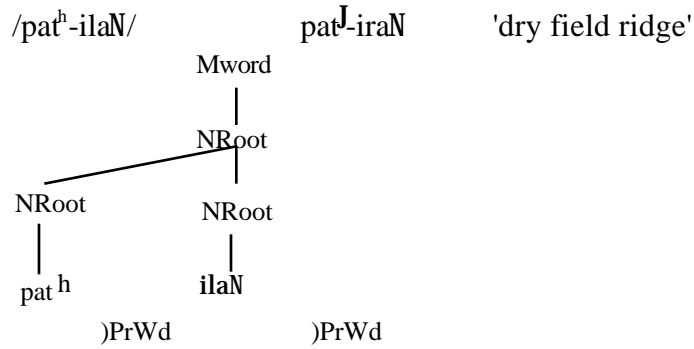 /patʰ-ilaN/ patᴶ-iraN 'dry field ridge'
Mword
NRoot
NRoot NRoot
patʰ ilaN
)PrWd )PrWd